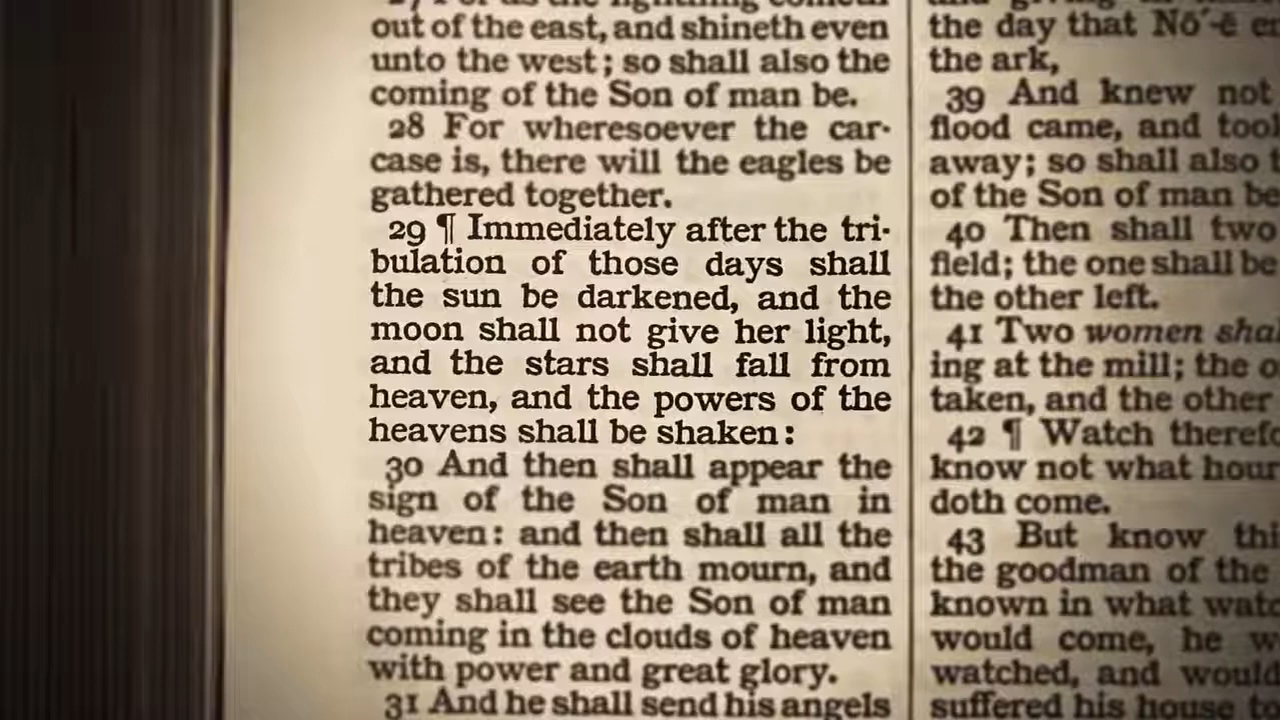 out of the east, and shineth even
unto the west; so shall also the
coming of the Son of man be.
28 For wheresoever the car-
case is, there will the eagles be
gathered together.
29 ¶ Immediately after the tri-
bulation of those days shall
the sun be darkened, and the
moon shall not give her light,
and the stars shall fall from
heaven, and the powers of the
heavens shall be shaken:
30 And then shall appear the
sign of the Son of man in
heaven: and then shall all the
tribes of the earth mourn, and
they shall see the Son of man
coming in the clouds of heaven
with power and great glory.
31 And he shall send his angels
the day that Nō´-ē
the ark,
39 And knew not
flood came, and
away; so shall also
of the Son of man be
40 Then shall two
field; the one shall be
the other left.
41 Two women
ing at the mill; the
taken, and the other
42 ¶ Watch
know not what hour
doth come.
43 But know
the goodman of the
known in what
would come, he
watched, and would
suffered his house to